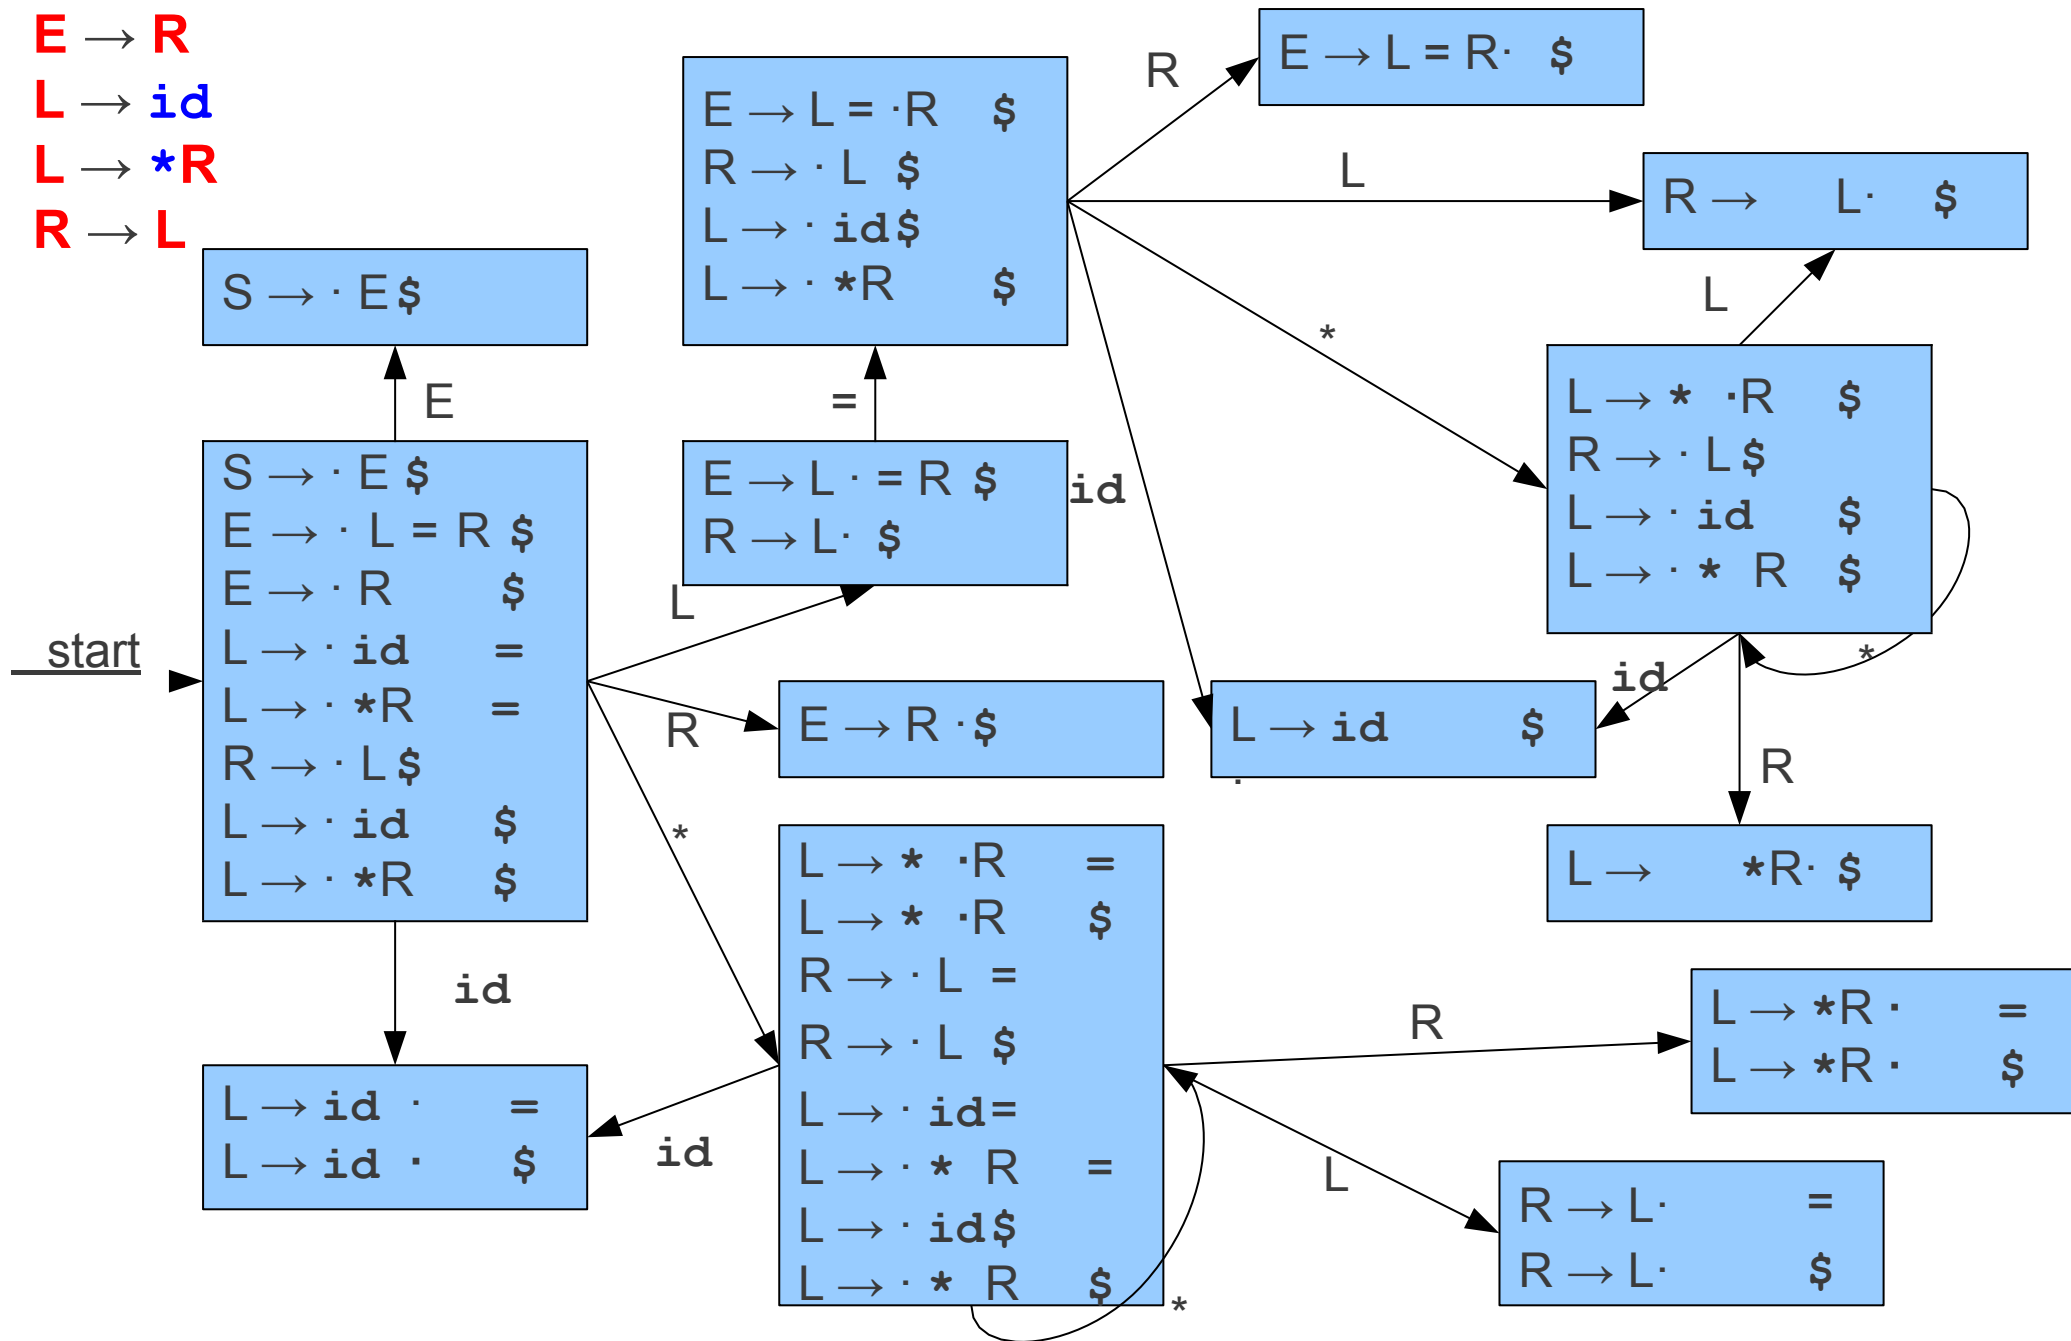 E → R
L → id
L → *R
R → L
S → · E $
E
S → · E $
E → · L = R $
E → · R $
L → · id =
L → · *R =
R → · L $
L → · id $
L → · *R $
start
id
L → id · =
L → id · $
E → L = ·R $
R → · L $
L → · id $
L → · *R $
=
E → L · = R $
R → L· $
L
R
*
id
E → R · $
L → * ·R =
L → * ·R $
R → · L =
R → · L $
L → · id =
L → · * R =
L → · id $
L → · * R $
*
R
E → L = R· $
L
R → L· $
*
id
L
L → * ·R $
R → · L $
L → · id $
L → · * R $
*
id
L → id $
·
R
L → *R· $
R
L → *R · =
L → *R · $
L
R → L· =
R → L· $